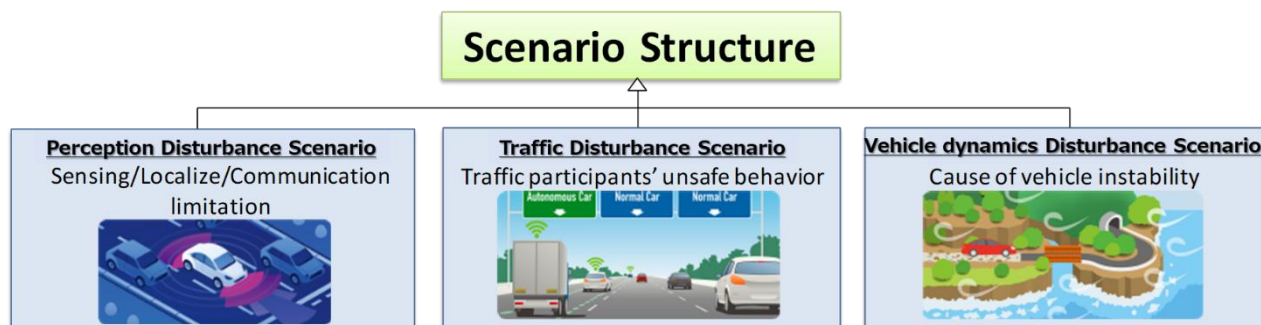 Scenario Structure
Perception Disturbance Scenario
Sensing/Localize/Communication
limitation
Traffic Disturbance Scenario
Traffic participants' unsafe behavior
Autonomous Car
Normal Car
Normal Car
Vehicle dynamics Disturbance Scenario
Cause of vehicle instability